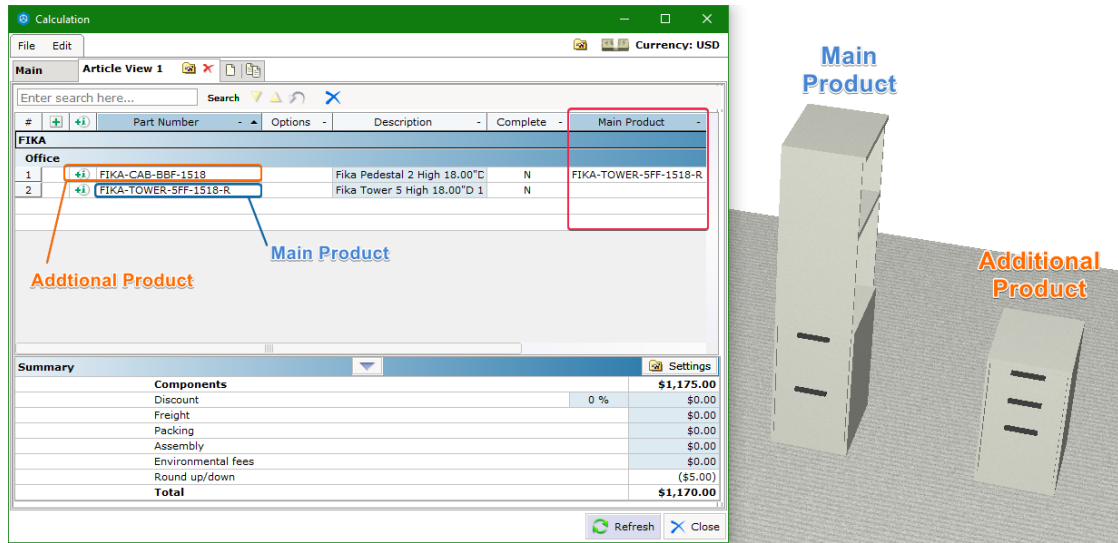 Calculation
File Edit Currency: USD
Main Article View 1
Enter search here... Search
# Part Number - Options - Description - Complete - Main Product -
FIKA
Office
1 +i FIKA-CAB-BBF-1518 Fika Pedestal 2 High 18.00"D N FIKA-TOWER-5FF-1518-R
2 +i FIKA-TOWER-5FF-1518-R Fika Tower 5 High 18.00"D 1 N
Main Product
Addtional Product
Summary Settings
Components $1,175.00
Discount 0 % $0.00
Freight $0.00
Packing $0.00
Assembly $0.00
Environmental fees $0.00
Round up/down ($5.00)
Total $1,170.00
Refresh Close
Main
Product
Additional
Product